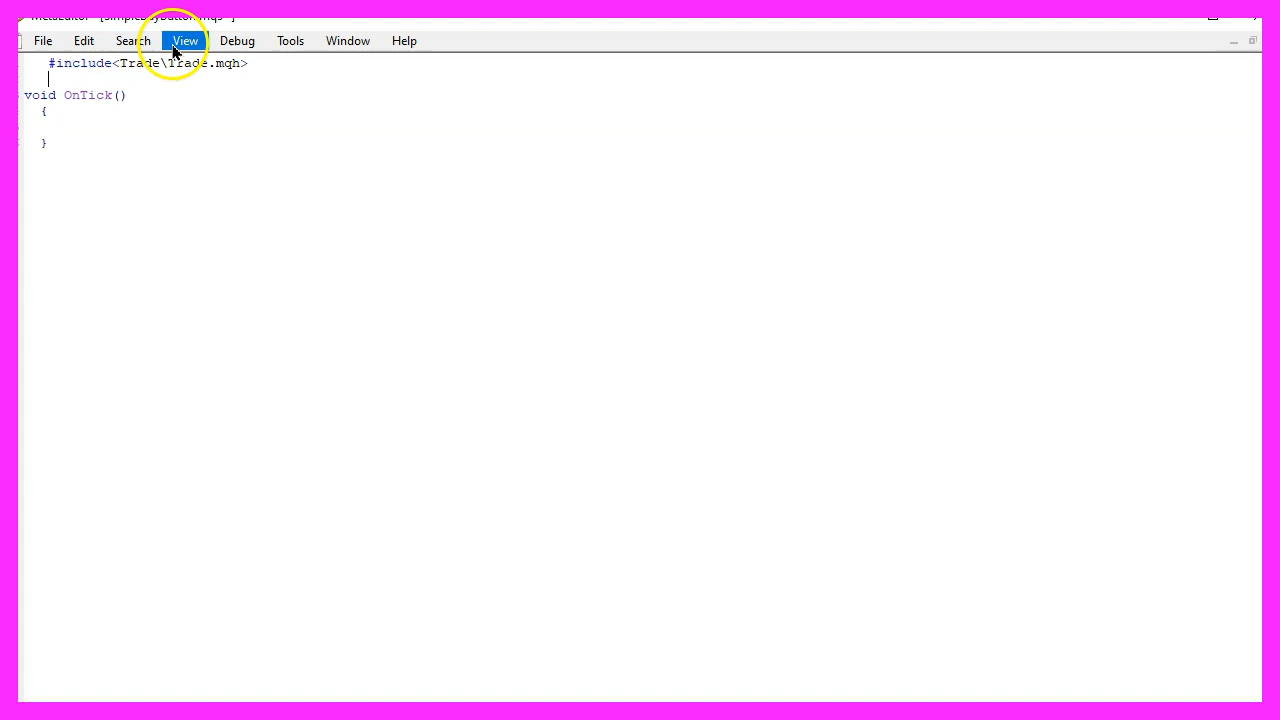 File Edit Search View Debug Tools Window Help
#include<Trade\Trade.mqh>
void OnTick()
{
}